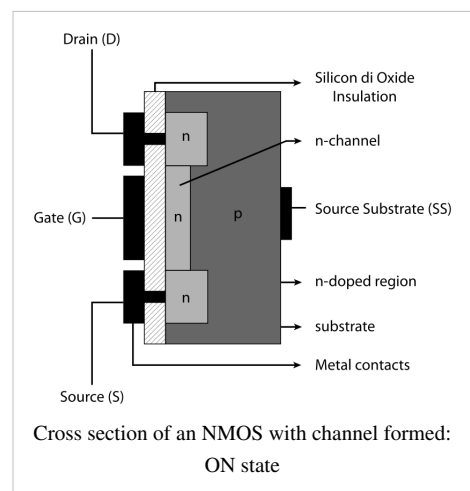 Drain (D)
Silicon di Oxide
Insulation
n
n-channel
Gate (G)
n
p
Source Substrate (SS)
n
n-doped region
substrate
Metal contacts
Source (S)
Cross section of an NMOS with channel formed:
ON state